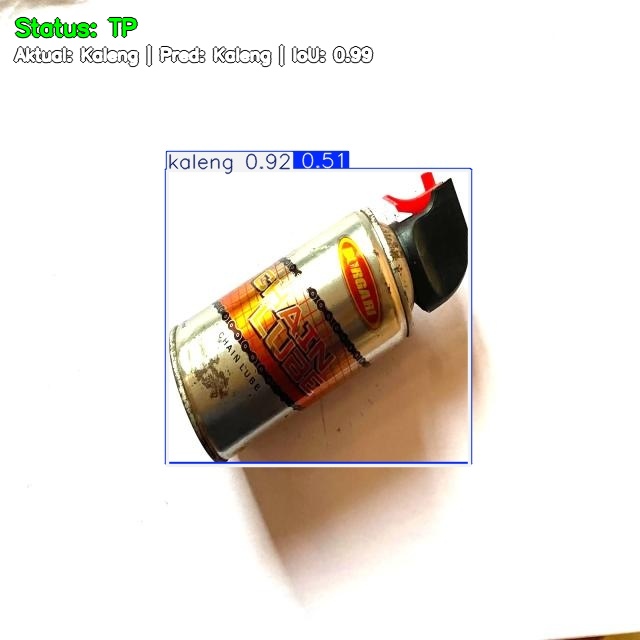 Status: TP
Aktual: Kaleng | Pred: Kaleng | IoU: 0.99
kaleng 0.92 0.51
CHAIN
LUBE
CHAIN LUBE